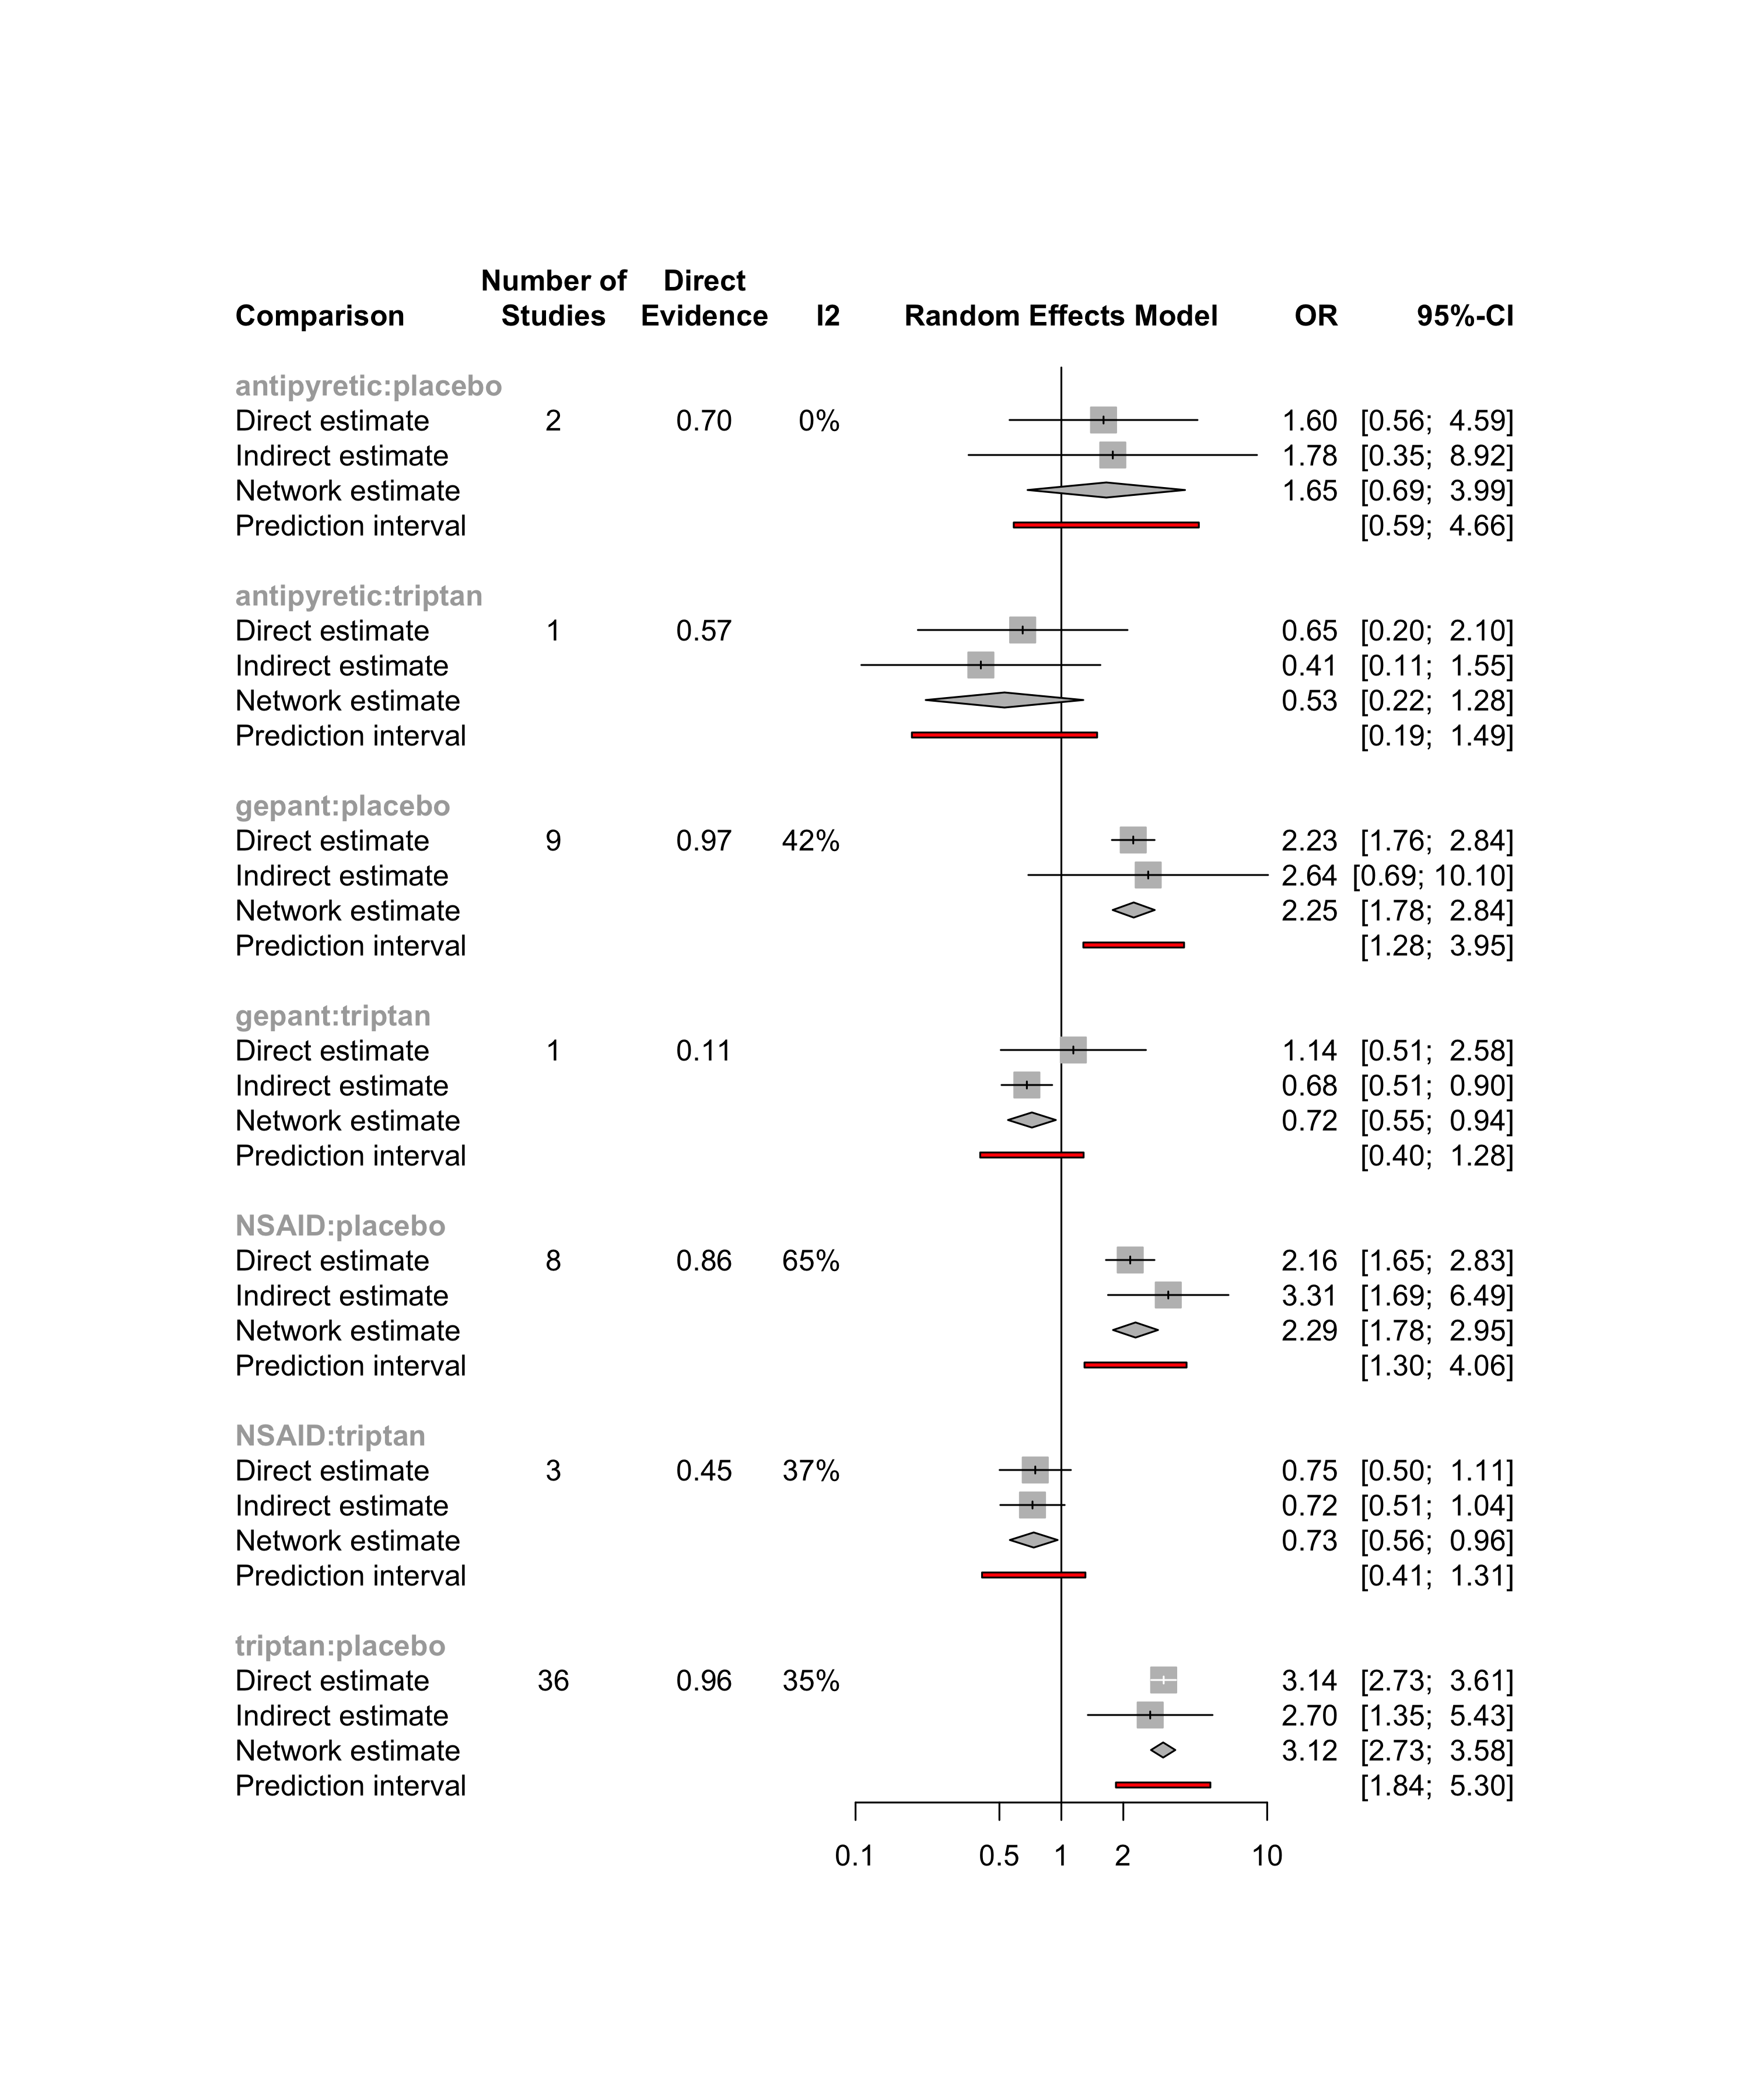 Number of Direct
Comparison Studies Evidence I2 Random Effects Model OR 95%-CI
antipyretic:placebo
Direct estimate 2 0.70 0% 1.60 [0.56; 4.59]
Indirect estimate 1.78 [0.35; 8.92]
Network estimate 1.65 [0.69; 3.99]
Prediction interval [0.59; 4.66]
antipyretic:triptan
Direct estimate 1 0.57 0.65 [0.20; 2.10]
Indirect estimate 0.41 [0.11; 1.55]
Network estimate 0.53 [0.22; 1.28]
Prediction interval [0.19; 1.49]
gepant:placebo
Direct estimate 9 0.97 42% 2.23 [1.76; 2.84]
Indirect estimate 2.64 [0.69; 10.10]
Network estimate 2.25 [1.78; 2.84]
Prediction interval [1.28; 3.95]
gepant:triptan
Direct estimate 1 0.11 1.14 [0.51; 2.58]
Indirect estimate 0.68 [0.51; 0.90]
Network estimate 0.72 [0.55; 0.94]
Prediction interval [0.40; 1.28]
NSAID:placebo
Direct estimate 8 0.86 65% 2.16 [1.65; 2.83]
Indirect estimate 3.31 [1.69; 6.49]
Network estimate 2.29 [1.78; 2.95]
Prediction interval [1.30; 4.06]
NSAID:triptan
Direct estimate 3 0.45 37% 0.75 [0.50; 1.11]
Indirect estimate 0.72 [0.51; 1.04]
Network estimate 0.73 [0.56; 0.96]
Prediction interval [0.41; 1.31]
triptan:placebo
Direct estimate 36 0.96 35% 3.14 [2.73; 3.61]
Indirect estimate 2.70 [1.35; 5.43]
Network estimate 3.12 [2.73; 3.58]
Prediction interval [1.84; 5.30]
0.1 0.5 1 2 10